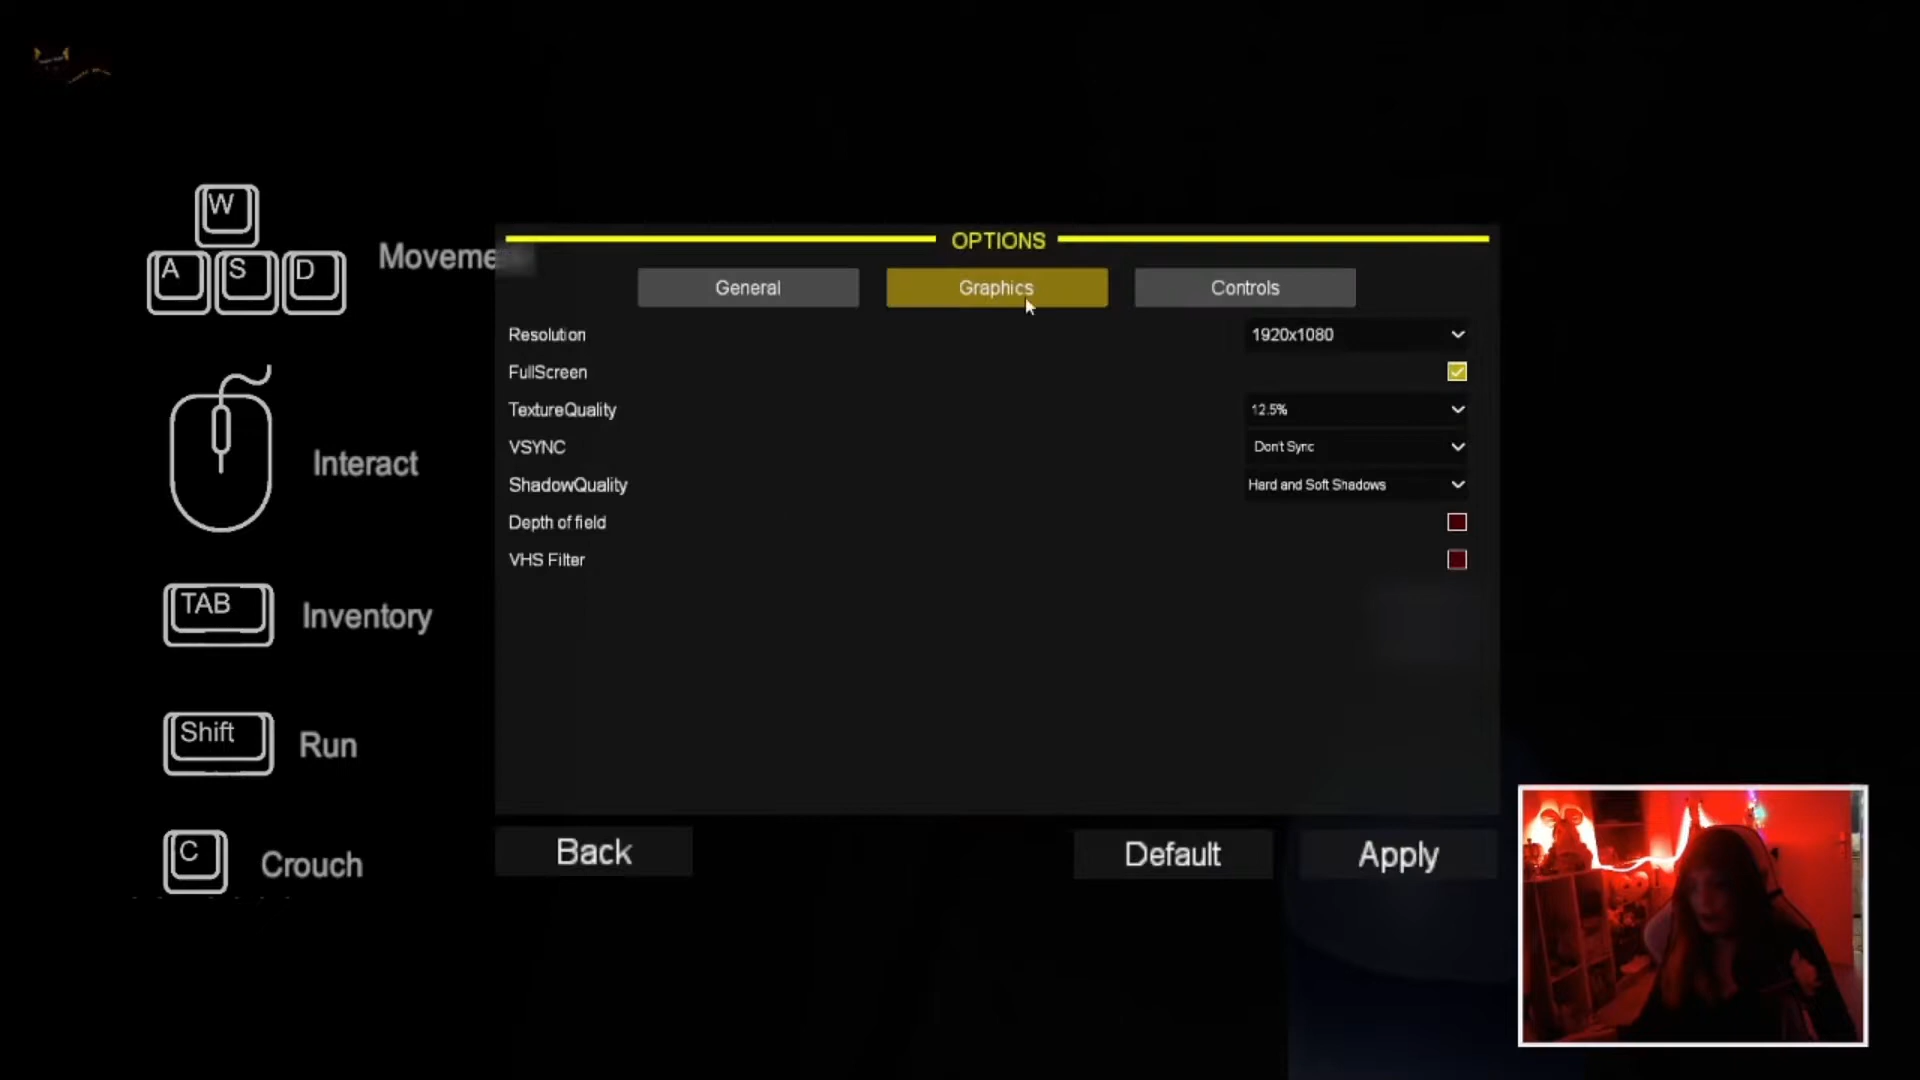 W
A S D
Moveme
Interact
TAB
Inventory
Shift
Run
C
Crouch
OPTIONS
General
Graphics
Controls
Resolution
1920x1080
FullScreen
TextureQuality
12.5%
VSYNC
Don't Sync
ShadowQuality
Hard and Soft Shadows
Depth of field
VHS Filter
Back
Default
Apply